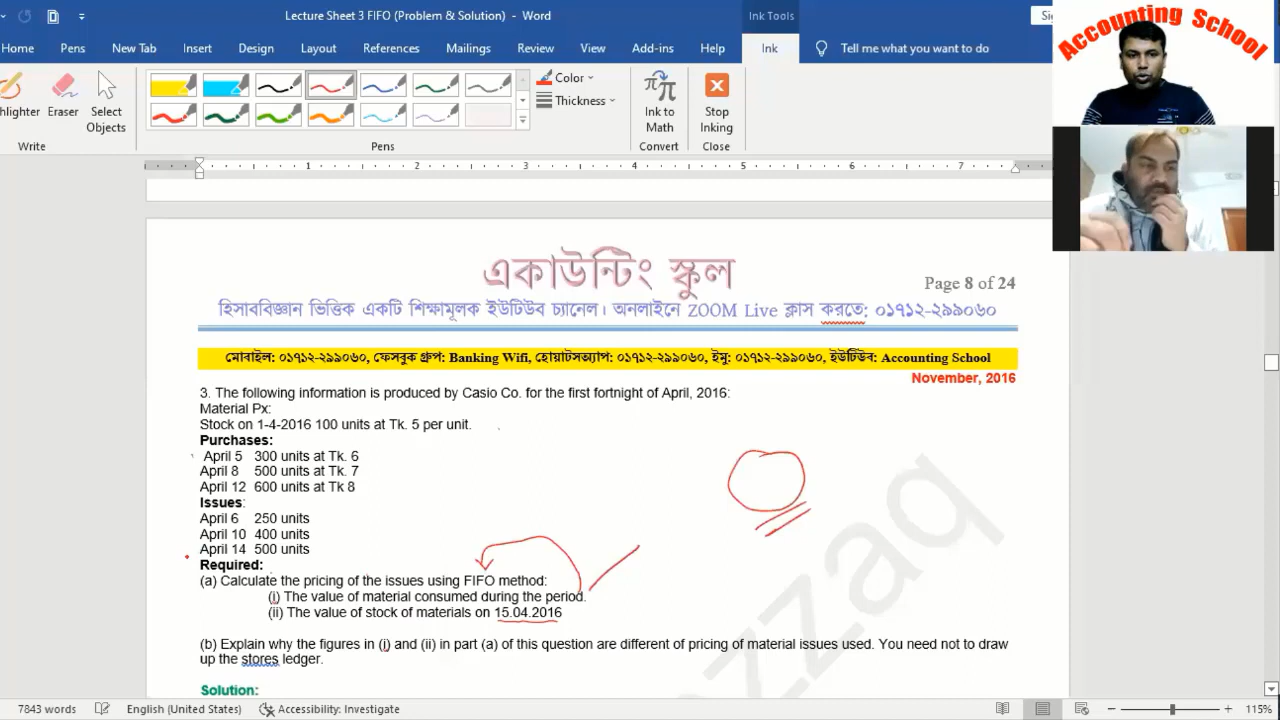 Lecture Sheet 3 FIFO (Problem & Solution) - Word
Ink Tools
Home Pens New Tab Insert Design Layout References Mailings Review View Add-ins Help Ink Tell me what you want to do
Eraser
Select Objects
Color
Thickness
Ink to Math
Stop Inking
Write Pens Convert Close
Accounting School
1 2 3 4 5 6 7
একাউন্টিং স্কুল
Page 8 of 24
হিসাববিজ্ঞান ভিত্তিক একটি শিক্ষামূলক ইউটিউব চ্যানেল। অনলাইনে ZOOM Live ক্লাস করতে: ০১৭১২-২৯৯০৬০
মোবাইল: ০১৭১২-২৯৯০৬০, ফেসবুক গ্রুপ: Banking Wifi, হোয়াটসঅ্যাপ: ০১৭১২-২৯৯০৬০, ইমু: ০১৭১২-২৯৯০৬০, ইউটিউব: Accounting School
November, 2016
3. The following information is produced by Casio Co. for the first fortnight of April, 2016:
Material Px:
Stock on 1-4-2016 100 units at Tk. 5 per unit.
Purchases:
April 5 300 units at Tk. 6
April 8 500 units at Tk. 7
April 12 600 units at Tk 8
Issues:
April 6 250 units
April 10 400 units
April 14 500 units
Required:
(a) Calculate the pricing of the issues using FIFO method:
(i) The value of material consumed during the period.
(ii) The value of stock of materials on 15.04.2016
(b) Explain why the figures in (i) and (ii) in part (a) of this question are different of pricing of material issues used. You need not to draw
up the stores ledger.
Solution:
7843 words English (United States) Accessibility: Investigate 115%